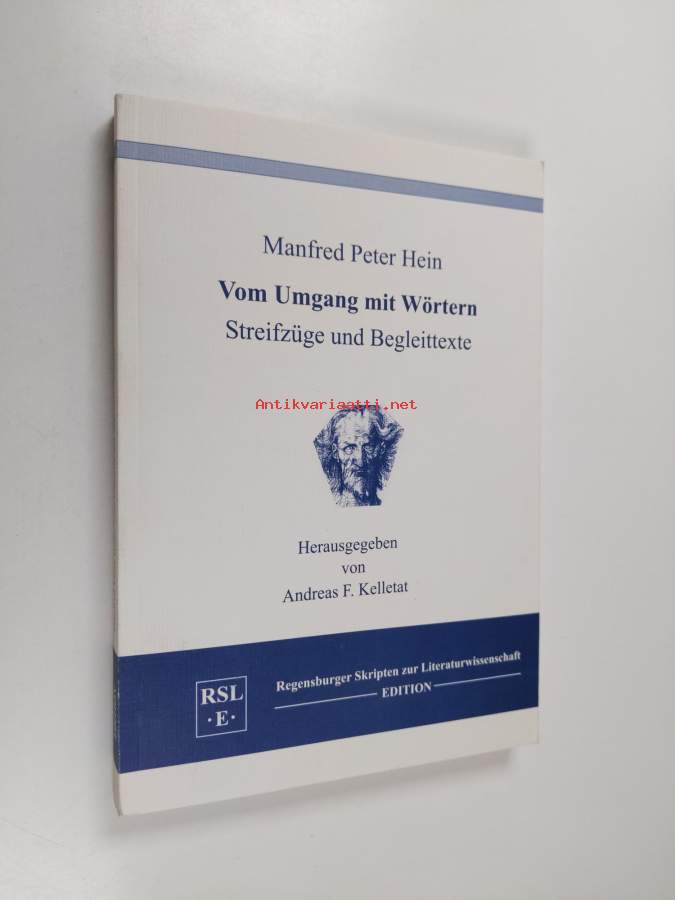 Manfred Peter Hein
Vom Umgang mit Wörtern
Streifzüge und Begleittexte
Antikvariaatti.net
Herausgegeben
von
Andreas F. Kelletat
RSL
·E·
Regensburger Skripten zur Literaturwissenschaft
EDITION